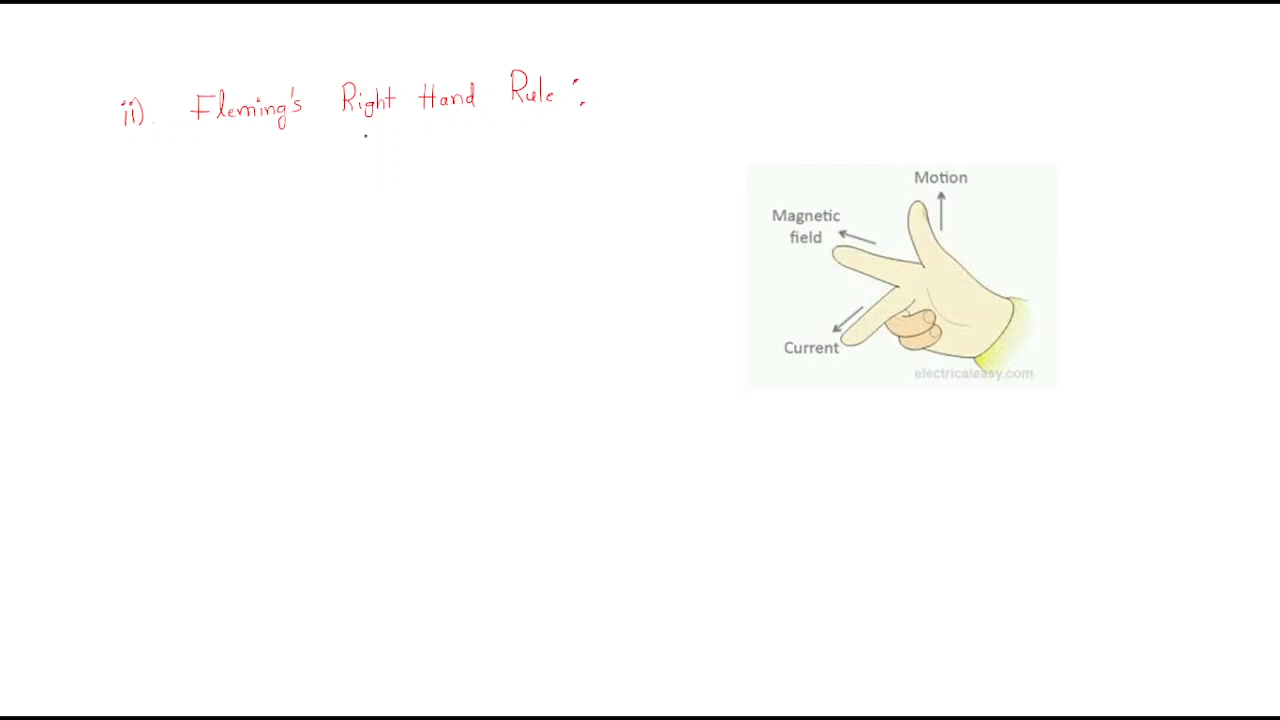 ii). Fleming's Right Hand Rule :
Motion
Magnetic
field
Current
electricaleasy.com